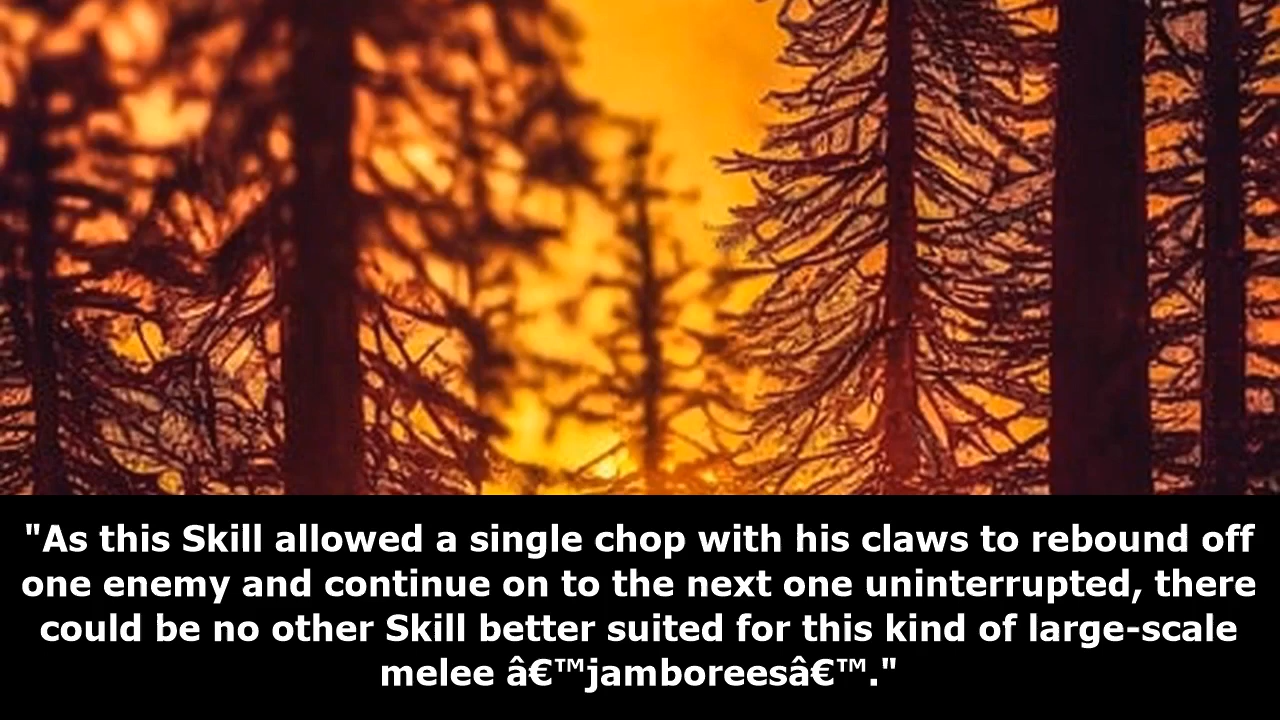 "As this Skill allowed a single chop with his claws to rebound off
one enemy and continue on to the next one uninterrupted, there
could be no other Skill better suited for this kind of large-scale
melee â€™jamboreesâ€™."